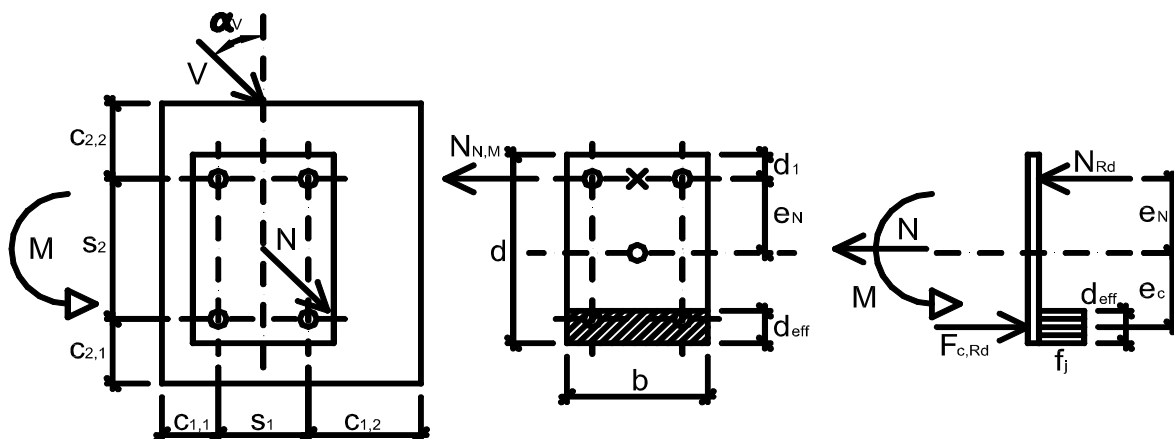 αV
V
c2,2
s2
c2,1
M
N
c1,1
s1
c1,2
NN,M
d
d1
eN
deff
b
NRd
eN
N
M
ec
deff
Fc,Rd
fj